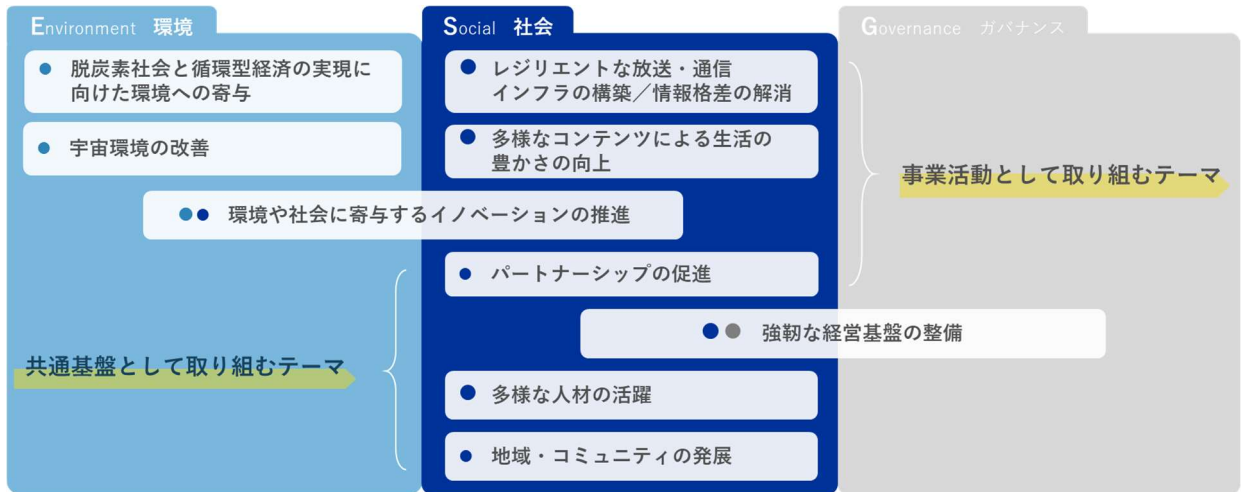 Environment 環境
脱炭素社会と循環型経済の実現に
向けた環境への寄与
宇宙環境の改善
Social 社会
レジリエントな放送・通信
インフラの構築／情報格差の解消
多様なコンテンツによる生活の
豊かさの向上
環境や社会に寄与するイノベーションの推進
パートナーシップの促進
Governance ガバナンス
事業活動として取り組むテーマ
強靭な経営基盤の整備
共通基盤として取り組むテーマ
多様な人材の活躍
地域・コミュニティの発展